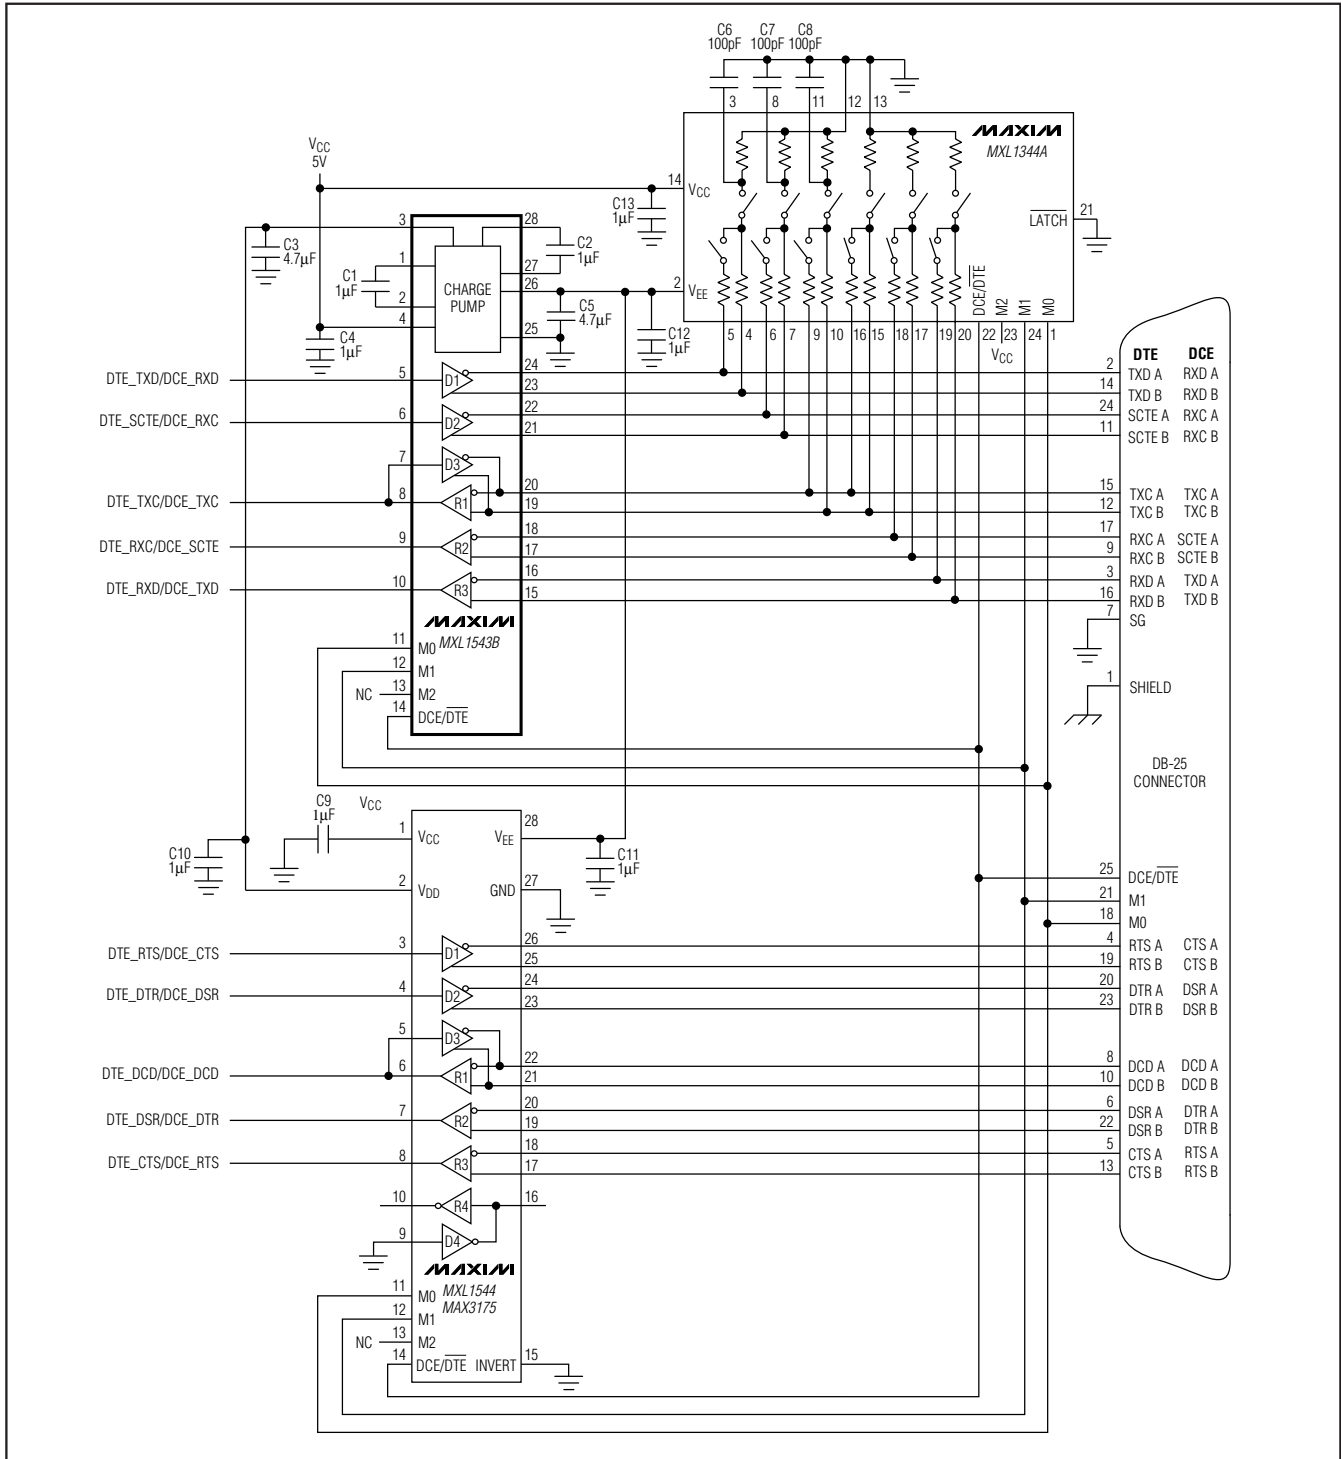 C6 C7 C8
100pF 100pF 100pF
3 8 11 12 13
MAXIM
MXL1344A
VCC
5V
14 VCC
C13
1µF
LATCH 21
3 28
C3
4.7µF
C2
1µF
1 27
C1
1µF
CHARGE
PUMP
26
2 VEE
2
4 25
C5
4.7µF
C4
1µF
C12
1µF
DCE/DTE M2 M1 M0
5 4 6 7 9 10 16 15 18 17 19 20 22 23 24 1
VCC
DTE DCE
DTE_TXD/DCE_RXD 5 D1 24 2 TXD A RXD A
23 14 TXD B RXD B
DTE_SCTE/DCE_RXC 6 D2 22 24 SCTE A RXC A
21 11 SCTE B RXC B
7 D3
DTE_TXC/DCE_TXC 8 R1 20 15 TXC A TXC A
19 12 TXC B TXC B
DTE_RXC/DCE_SCTE 9 R2 18 17 RXC A SCTE A
17 9 RXC B SCTE B
DTE_RXD/DCE_TXD 10 R3 16 3 RXD A TXD A
15 16 RXD B TXD B
7 SG
MAXIM
MXL1543B
11 M0
12 M1
NC 13 M2
14 DCE/DTE
1 SHIELD
DB-25
CONNECTOR
C9
1µF
VCC
1 VCC VEE 28
C10
1µF
C11
1µF
2 VDD GND 27
25 DCE/DTE
21 M1
18 M0
DTE_RTS/DCE_CTS 3 D1 26 4 RTS A CTS A
25 19 RTS B CTS B
DTE_DTR/DCE_DSR 4 D2 24 20 DTR A DSR A
23 23 DTR B DSR B
5 D3
DTE_DCD/DCE_DCD 6 R1 22 8 DCD A DCD A
21 10 DCD B DCD B
DTE_DSR/DCE_DTR 7 R2 20 6 DSR A DTR A
19 22 DSR B DTR B
DTE_CTS/DCE_RTS 8 R3 18 5 CTS A RTS A
17 13 CTS B RTS B
10 R4 16
9 D4
MAXIM
MXL1544
MAX3175
11 M0
12 M1
NC 13 M2
14 DCE/DTE INVERT 15